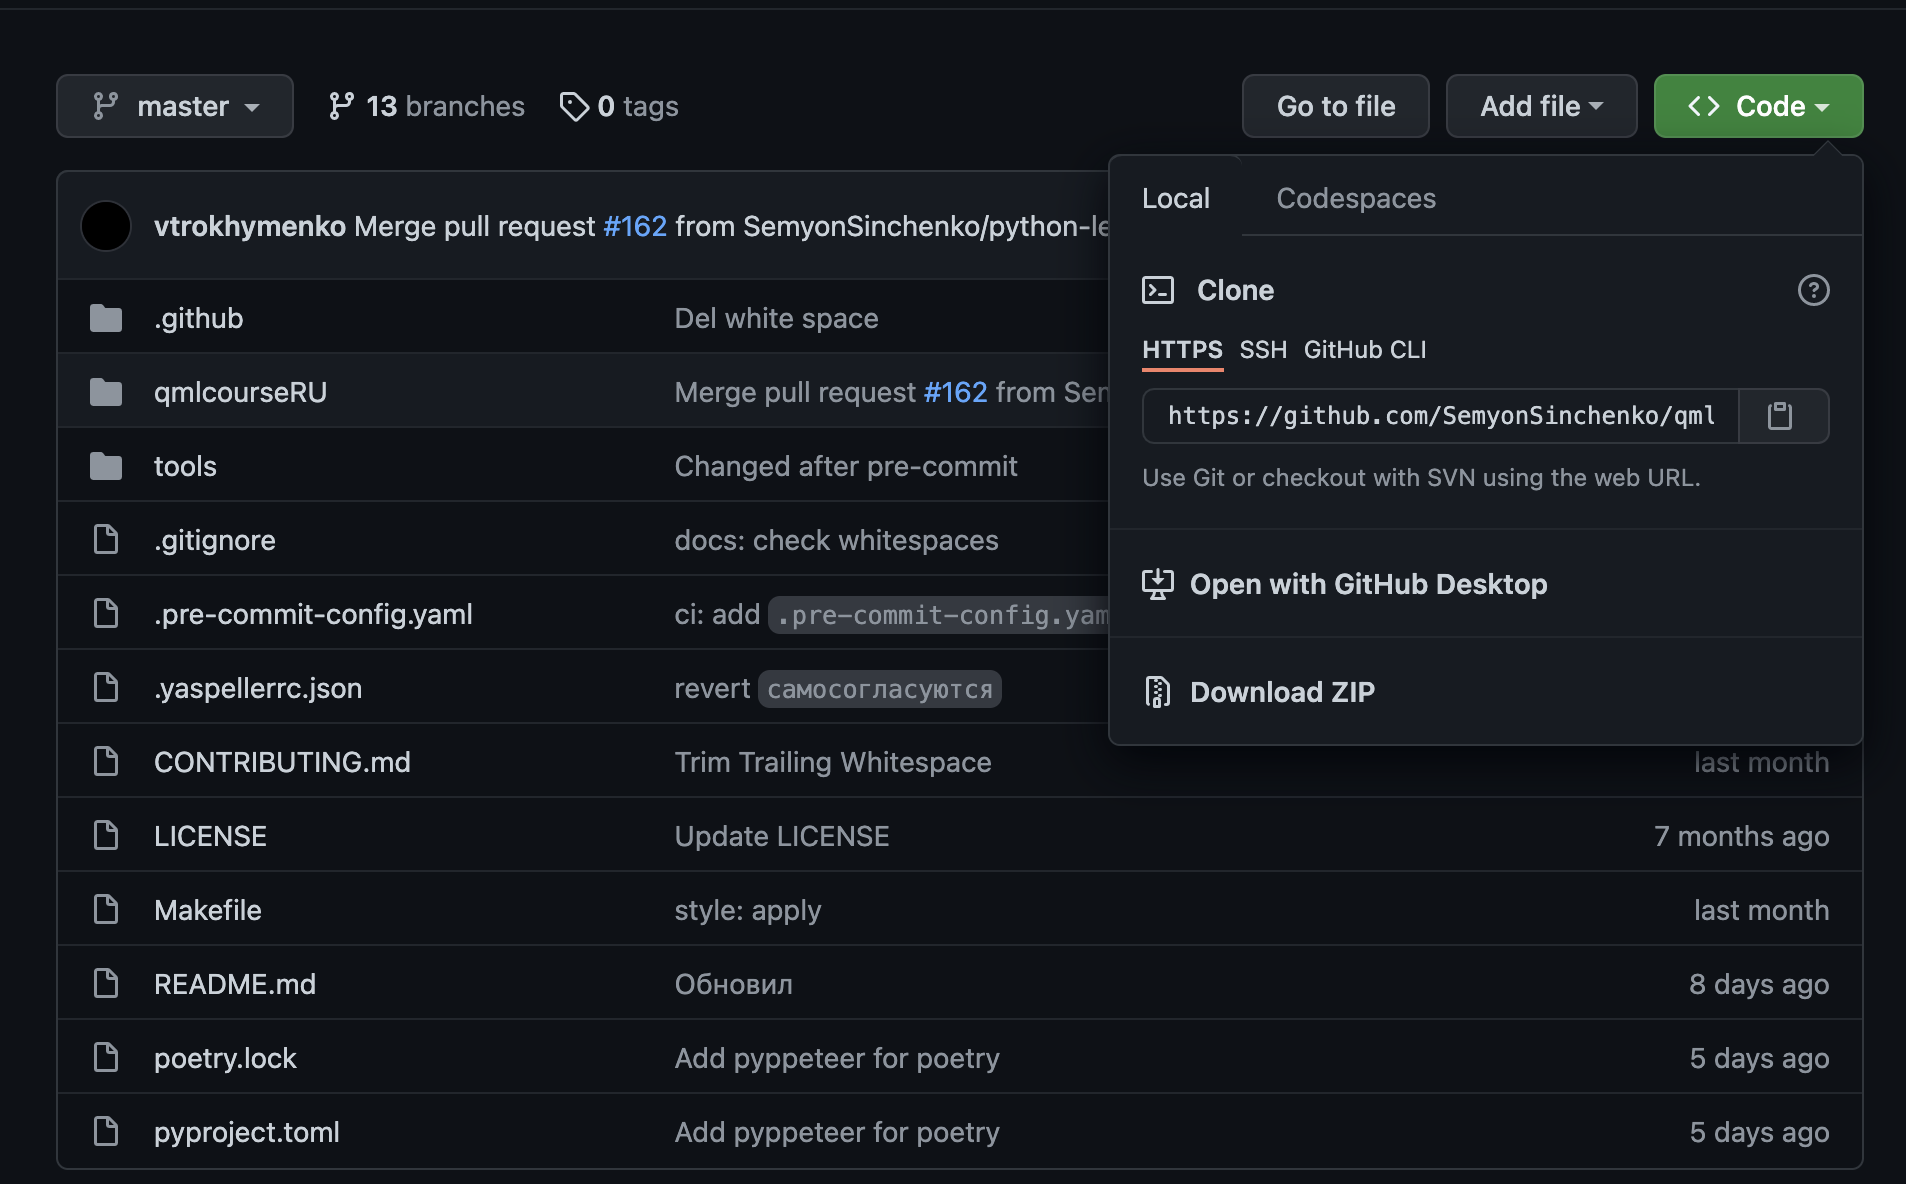 master 13 branches 0 tags Go to file Add file Code
vtrokhymenko Merge pull request #162 from SemyonSinchenko/python-le
Local Codespaces
Clone
HTTPS SSH GitHub CLI
https://github.com/SemyonSinchenko/qml
Use Git or checkout with SVN using the web URL.
Open with GitHub Desktop
Download ZIP
.github Del white space
qmlcourseRU Merge pull request #162 from Sem
tools Changed after pre-commit
.gitignore docs: check whitespaces
.pre-commit-config.yaml ci: add .pre-commit-config.yam
.yaspellerrc.json revert самосогласуются
CONTRIBUTING.md Trim Trailing Whitespace last month
LICENSE Update LICENSE 7 months ago
Makefile style: apply last month
README.md Обновил 8 days ago
poetry.lock Add pyppeteer for poetry 5 days ago
pyproject.toml Add pyppeteer for poetry 5 days ago